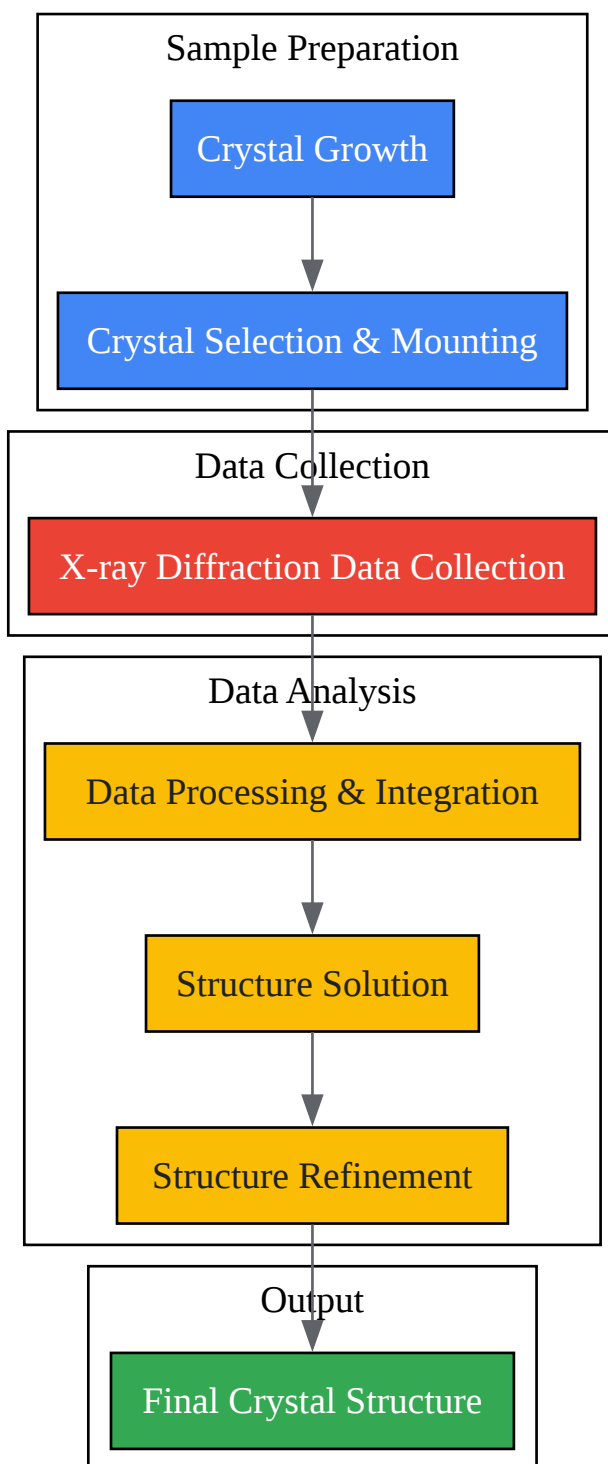 Sample Preparation
Crystal Growth
Crystal Selection & Mounting
Data Collection
X-ray Diffraction Data Collection
Data Analysis
Data Processing & Integration
Structure Solution
Structure Refinement
Output
Final Crystal Structure